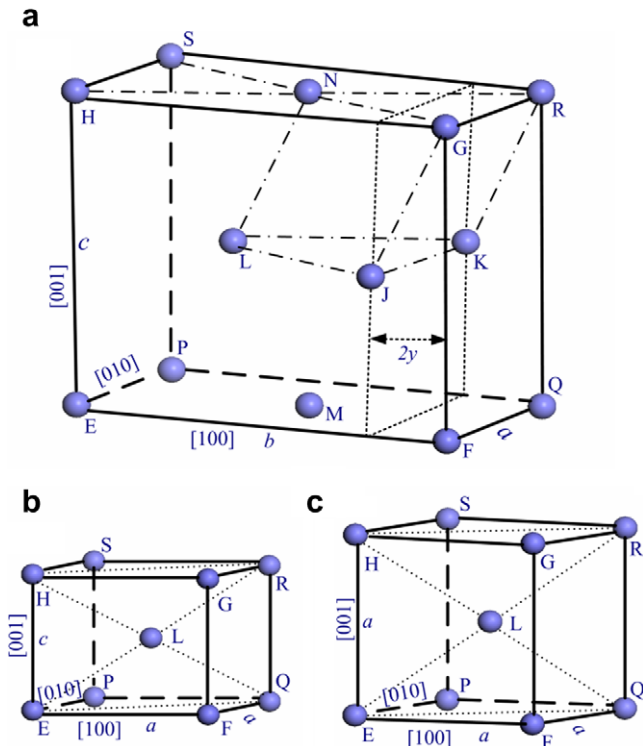 a
S
N
H
R
G
c
L
K
J
[001]
2y
P
[010]
Q
E
M
[100] b
a
F
b
S
R
H
G
[001]
c
L
[010]
P
Q
E
[100] a
F
a
c
S
R
H
G
[001]
a
L
[010]
P
Q
E
[100] a
F
a